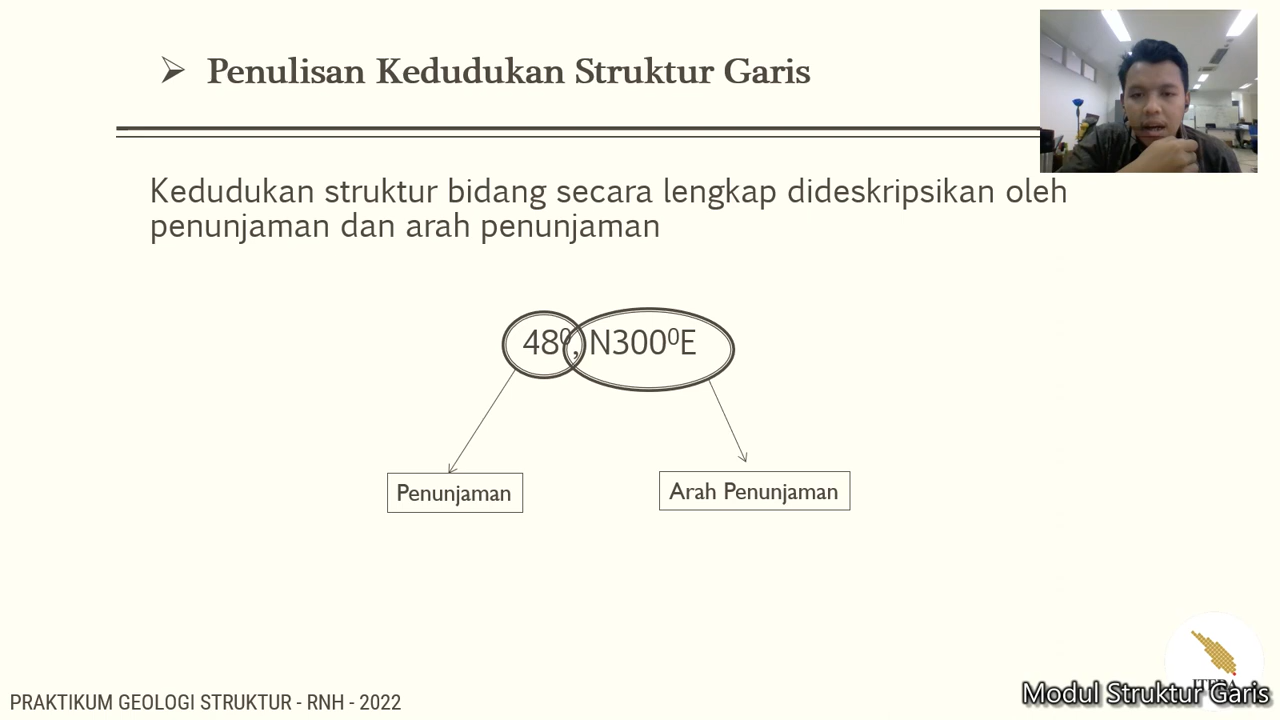 Penulisan Kedudukan Struktur Garis
Kedudukan struktur bidang secara lengkap dideskripsikan oleh
penunjaman dan arah penunjaman
48⁰, N300⁰E
Penunjaman
Arah Penunjaman
ITERA
PRAKTIKUM GEOLOGI STRUKTUR - RNH - 2022
Modul Struktur Garis